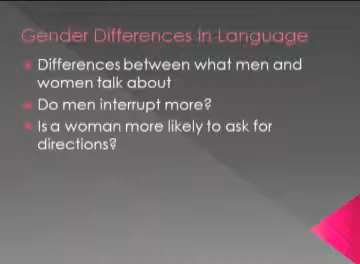 Gender Differences in Language
Differences between what men and
women talk about
Do men interrupt more?
Is a woman more likely to ask for
directions?